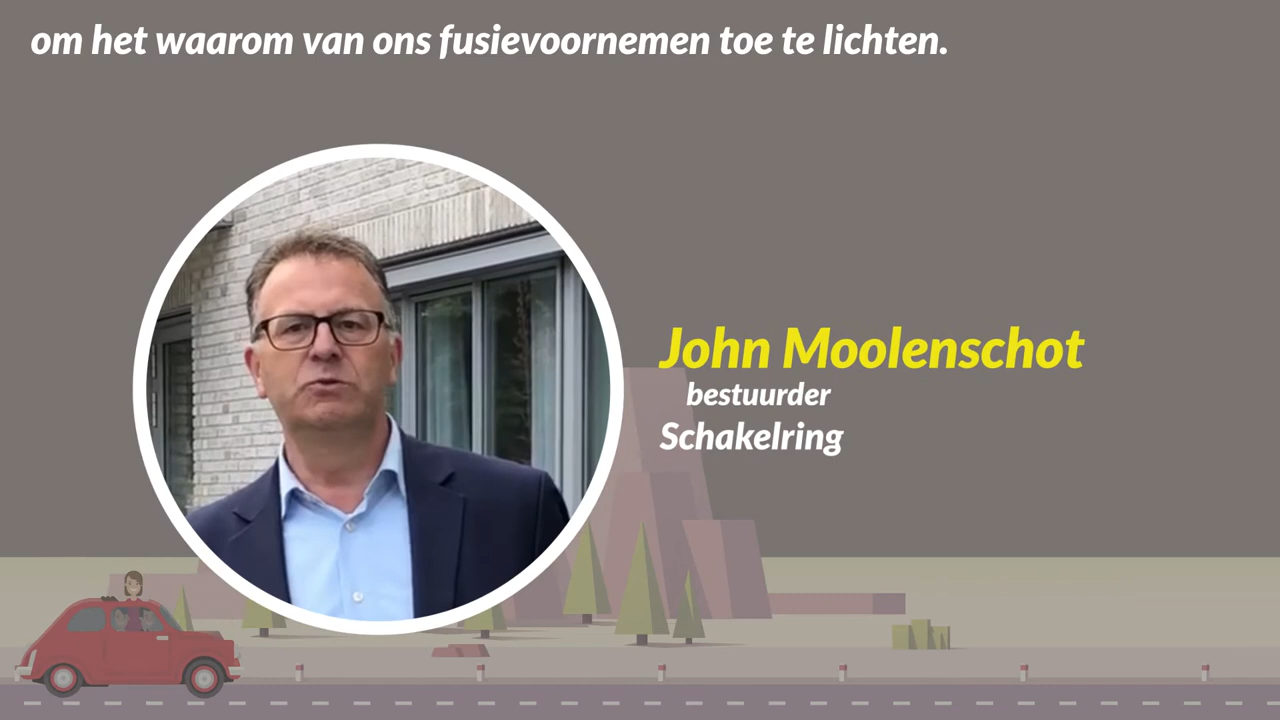 om het waarom van ons fusievoornemen toe te lichten.
John Moolenschot
bestuurder
Schakelring